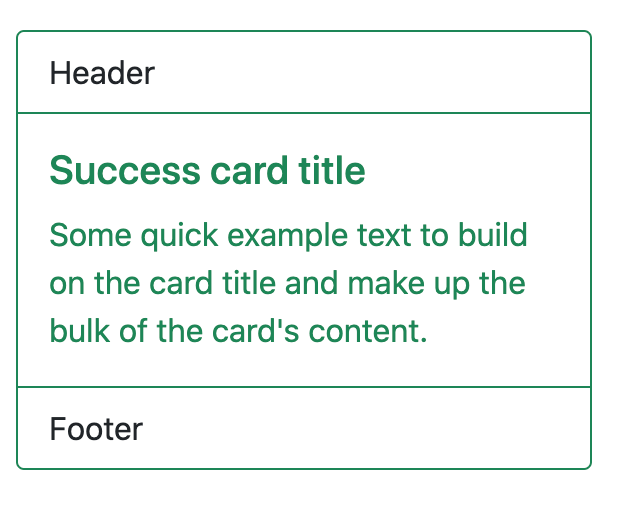 Header
Success card title
Some quick example text to build
on the card title and make up the
bulk of the card's content.
Footer